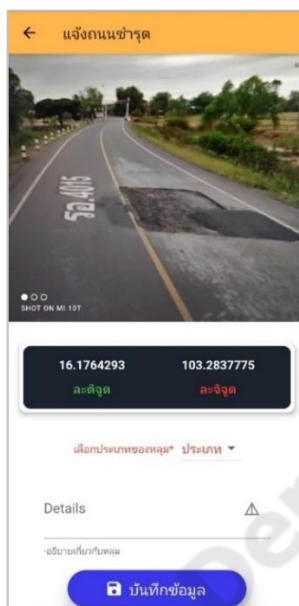 แจ้งถนนชำรุด
รอ.4015
SHOT ON MI 10T
16.1764293 103.2837775
ละติจูด ละจิจูด
เลือกประเภทของหลุม* ประเภท
Details
-อธิบายเกี่ยวกับหลุม
บันทึกข้อมูล